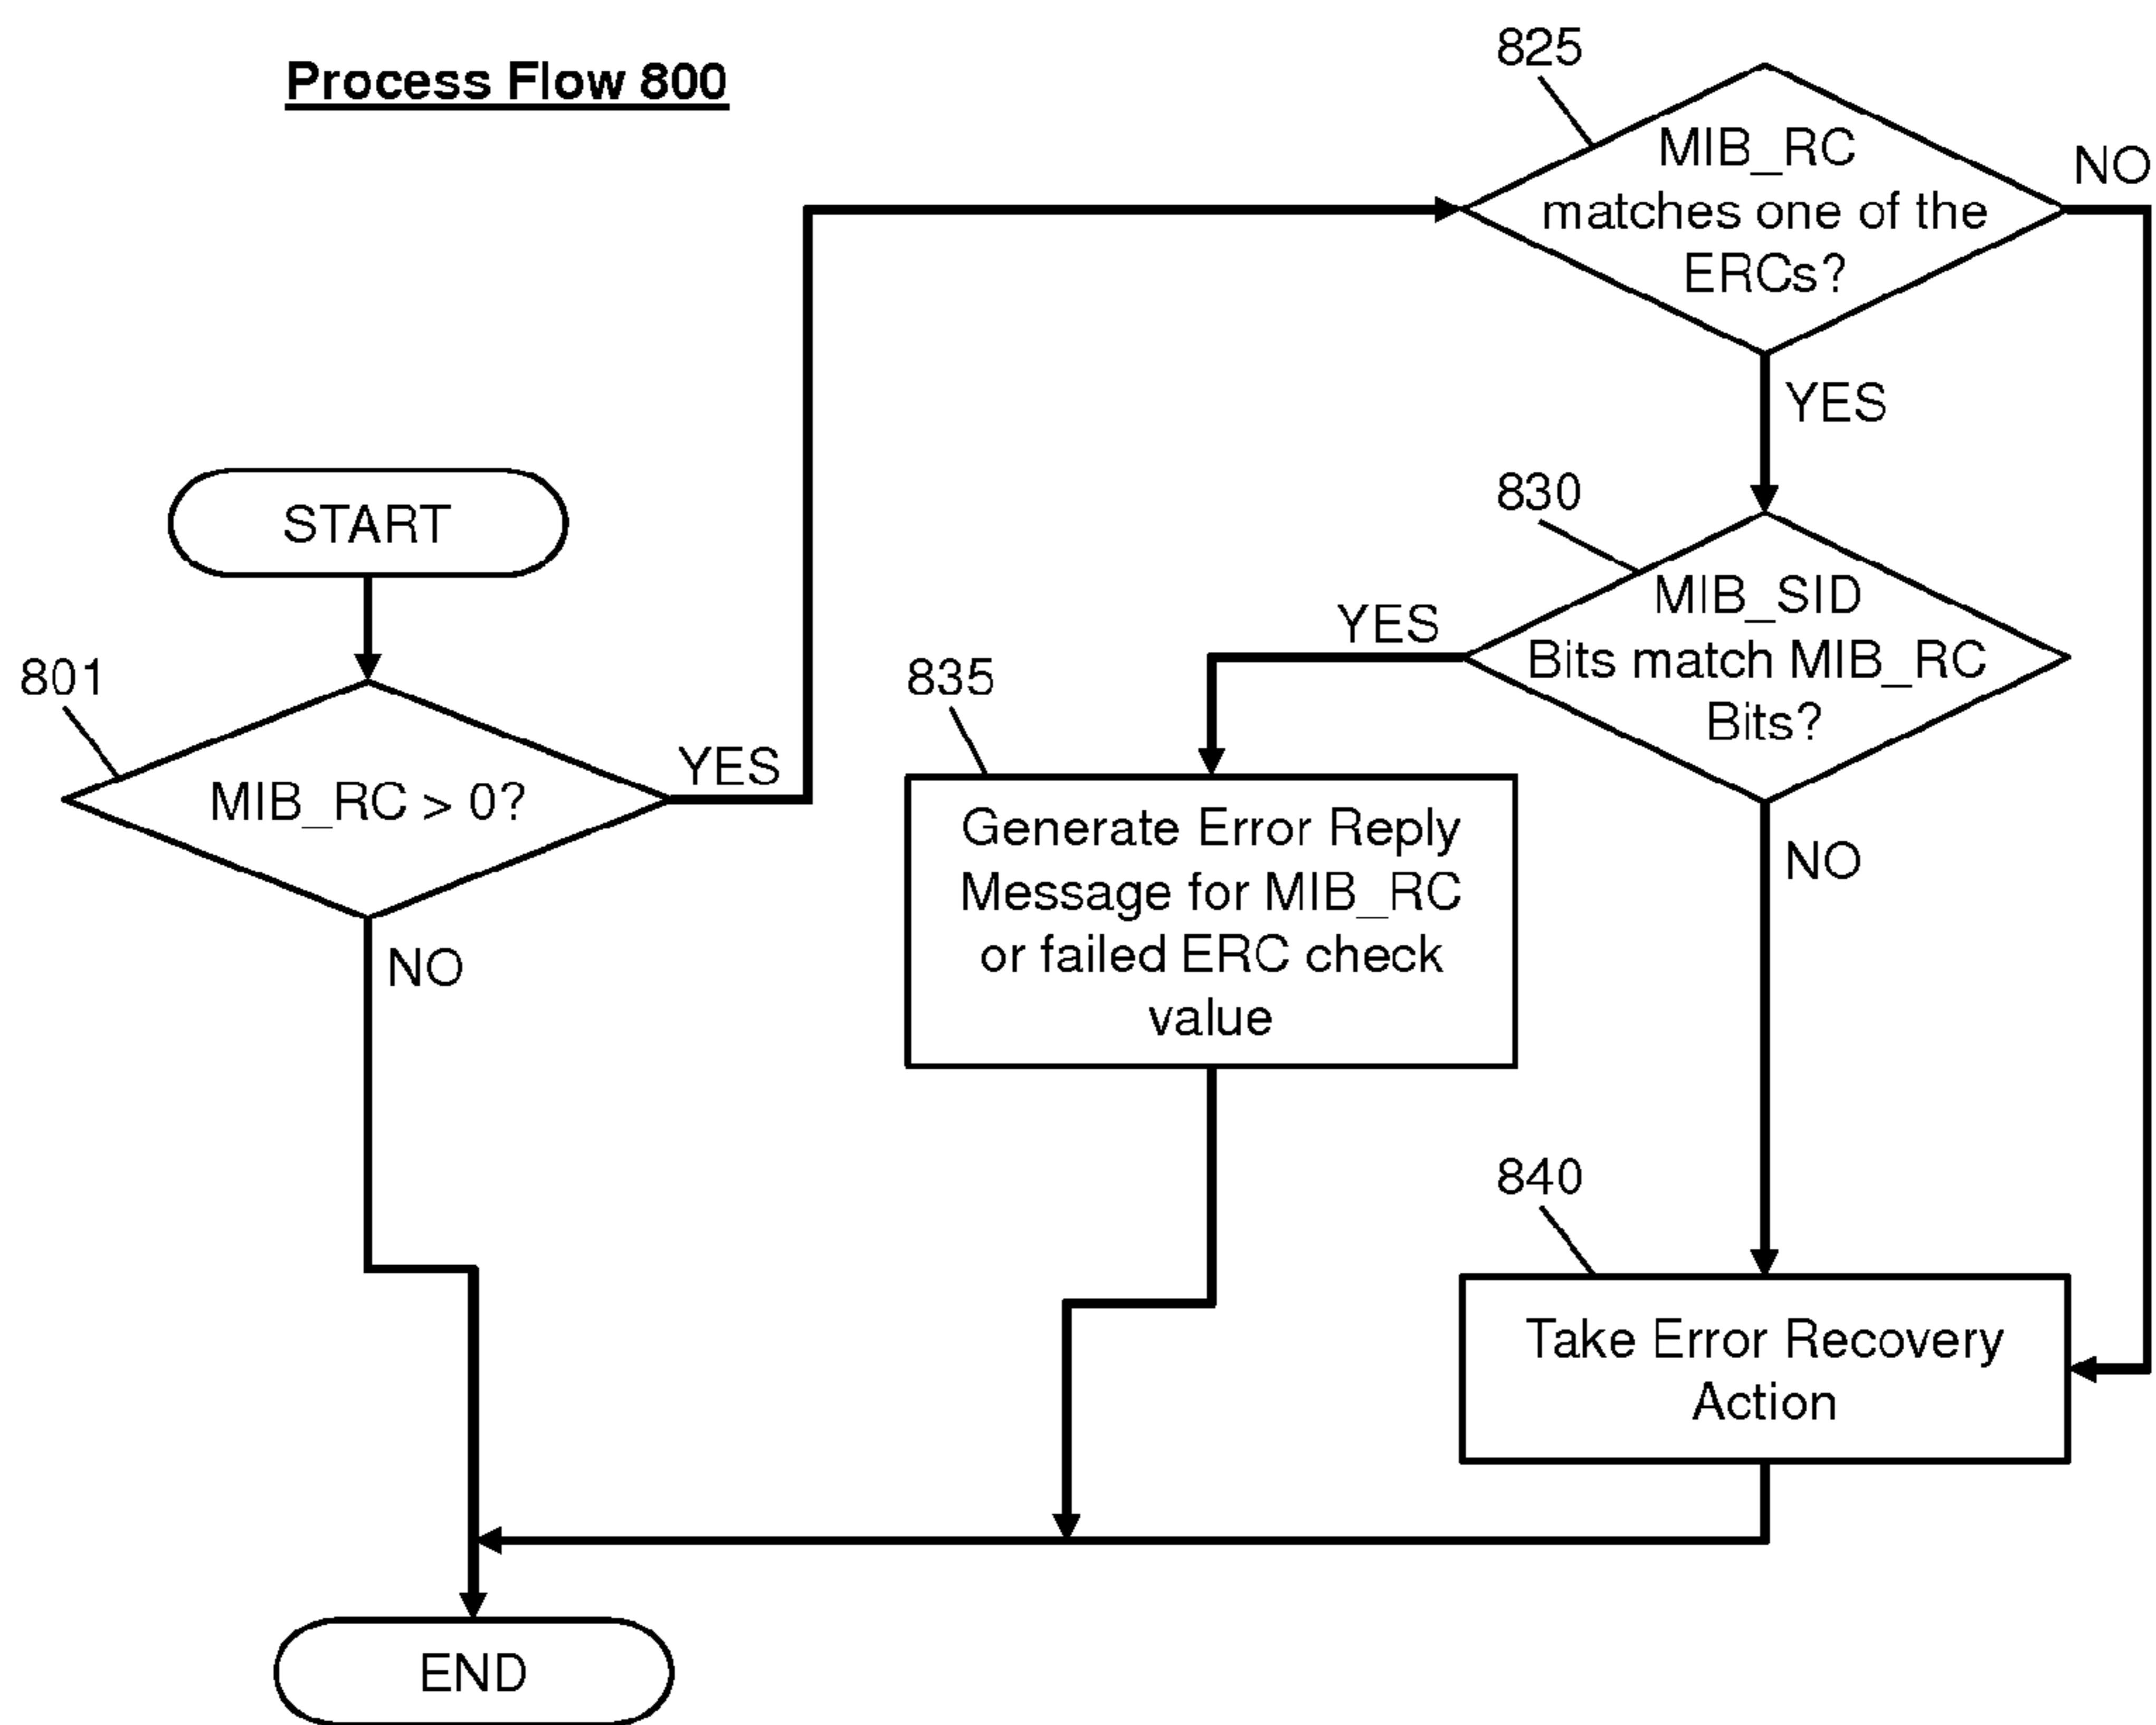 Process Flow 800
START
801
MIB_RC > 0?
YES
NO
825
MIB_RC
matches one of the
ERCs?
NO
YES
830
MIB_SID
Bits match MIB_RC
Bits?
YES
NO
835
Generate Error Reply
Message for MIB_RC
or failed ERC check
value
840
Take Error Recovery
Action
END